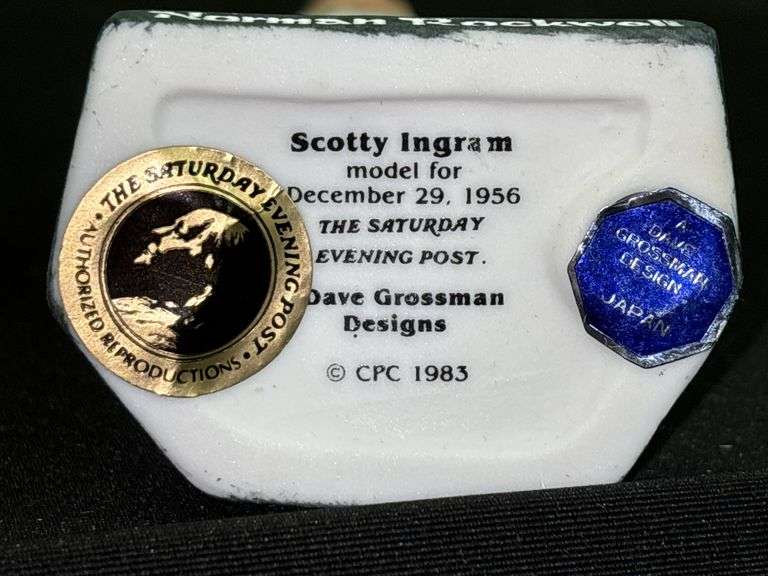 Norman Rockwell
Scotty Ingram
model for
December 29, 1956
THE SATURDAY
EVENING POST.
Dave Grossman
Designs
© CPC 1983
• THE SATURDAY EVENING POST •
AUTHORIZED REPRODUCTIONS
A
DAVE
GROSSMAN
DESIGN
JAPAN